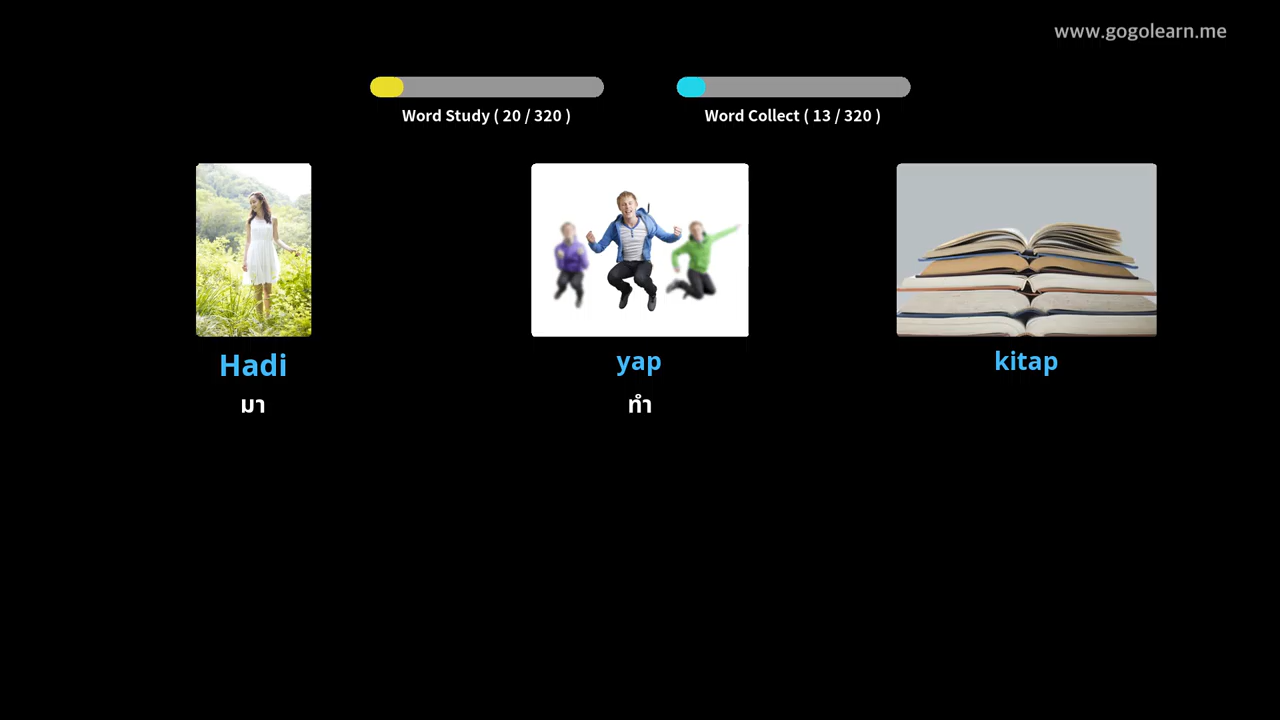 www.gogolearn.me
Word Study ( 20 / 320 )
Word Collect ( 13 / 320 )
Hadi
yap
kitap
มา
ทำ